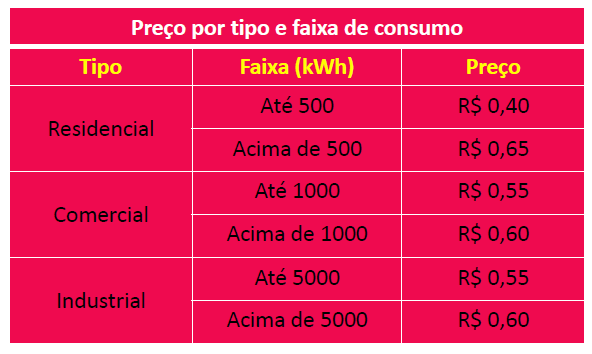 Preço por tipo e faixa de consumo
Tipo Faixa (kWh) Preço
Residencial
Até 500 R$ 0,40
Acima de 500 R$ 0,65
Comercial
Até 1000 R$ 0,55
Acima de 1000 R$ 0,60
Industrial
Até 5000 R$ 0,55
Acima de 5000 R$ 0,60